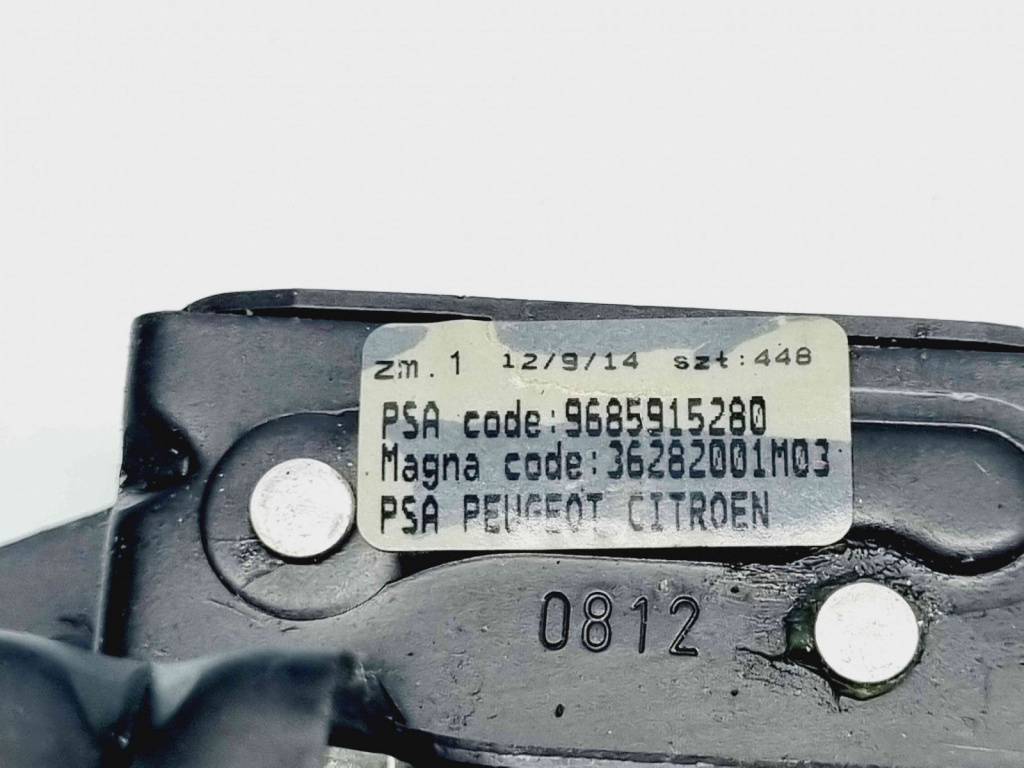 zm.1 12/9/14 szt:448
PSA code:9685915280
Magna code:36282001M03
PSA PEUGEOT CITROEN
0812